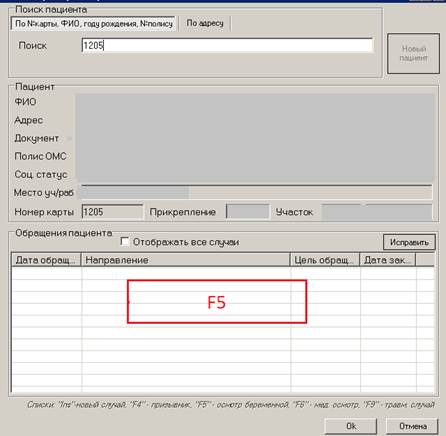 Поиск пациента
По №карты, ФИО, году рождения, №полису По адресу
Поиск 1205
Новый
пациент
Пациент
ФИО
Адрес
Документ
Полис ОМС
Соц. статус
Место уч/раб
Номер карты 1205 Прикрепление Участок
Обращения пациента
Отображать все случаи Исправить
Дата обращ... Направление Цель обращ... Дата зак...
F5
Списки: "Ins"-новый случай, "F4" - призывник, "F5" - осмотр беременной, "F6" - мед. осмотр, "F9" - травм. случай
Ok Отмена